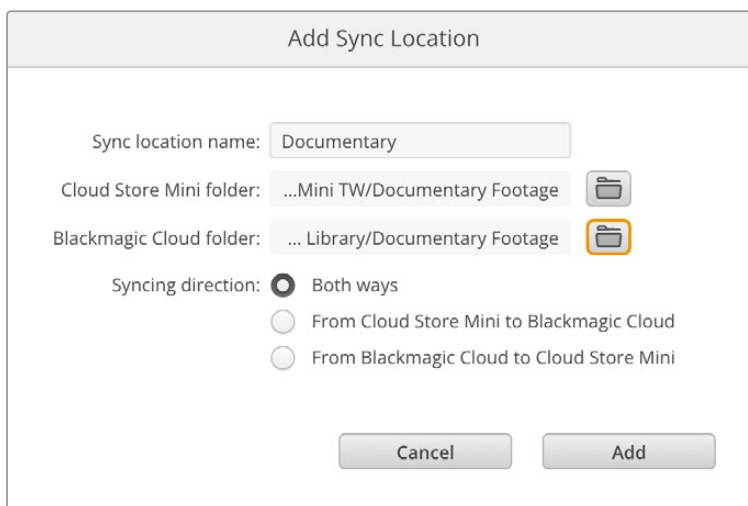 Add Sync Location
Sync location name: Documentary
Cloud Store Mini folder: ...Mini TW/Documentary Footage
Blackmagic Cloud folder: ... Library/Documentary Footage
Syncing direction: Both ways
From Cloud Store Mini to Blackmagic Cloud
From Blackmagic Cloud to Cloud Store Mini
Cancel Add